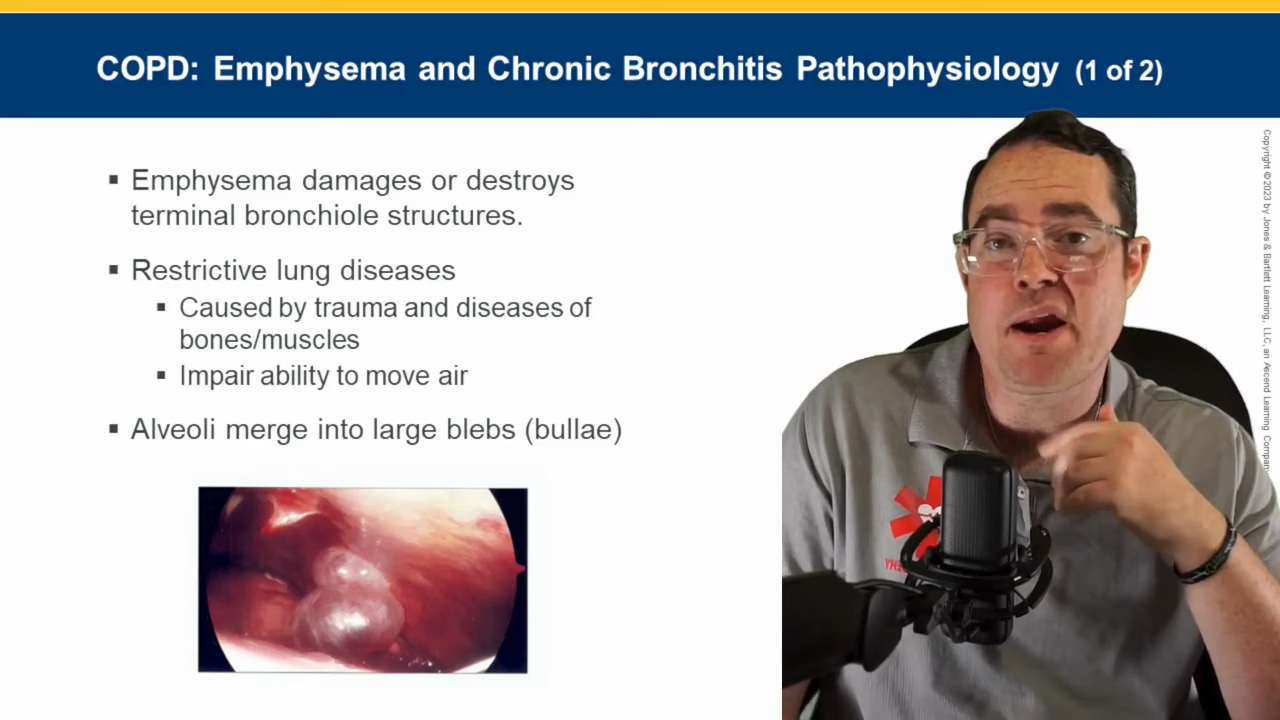 COPD: Emphysema and Chronic Bronchitis Pathophysiology (1 of 2)
▪ Emphysema damages or destroys
terminal bronchiole structures.
▪ Restrictive lung diseases
▪ Caused by trauma and diseases of
bones/muscles
▪ Impair ability to move air
▪ Alveoli merge into large blebs (bullae)
Copyright © 2023 by Jones & Bartlett Learning, LLC, an Ascend Learning